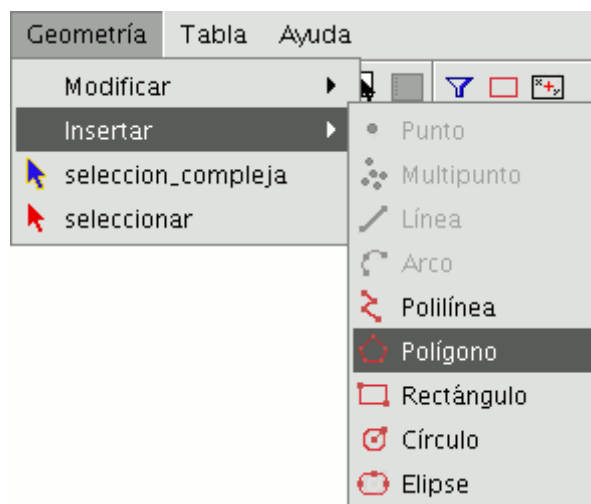 Geometría Tabla Ayuda
Modificar
Insertar
seleccion_compleja
seleccionar
Punto
Multipunto
Línea
Arco
Polilínea
Polígono
Rectángulo
Círculo
Elipse